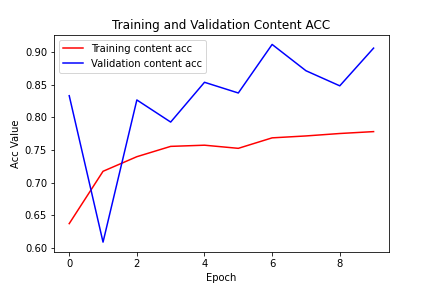 Training and Validation Content ACC
Training content acc
Validation content acc
Acc Value
0.90
0.85
0.80
0.75
0.70
0.65
0.60
0 2 4 6 8
Epoch